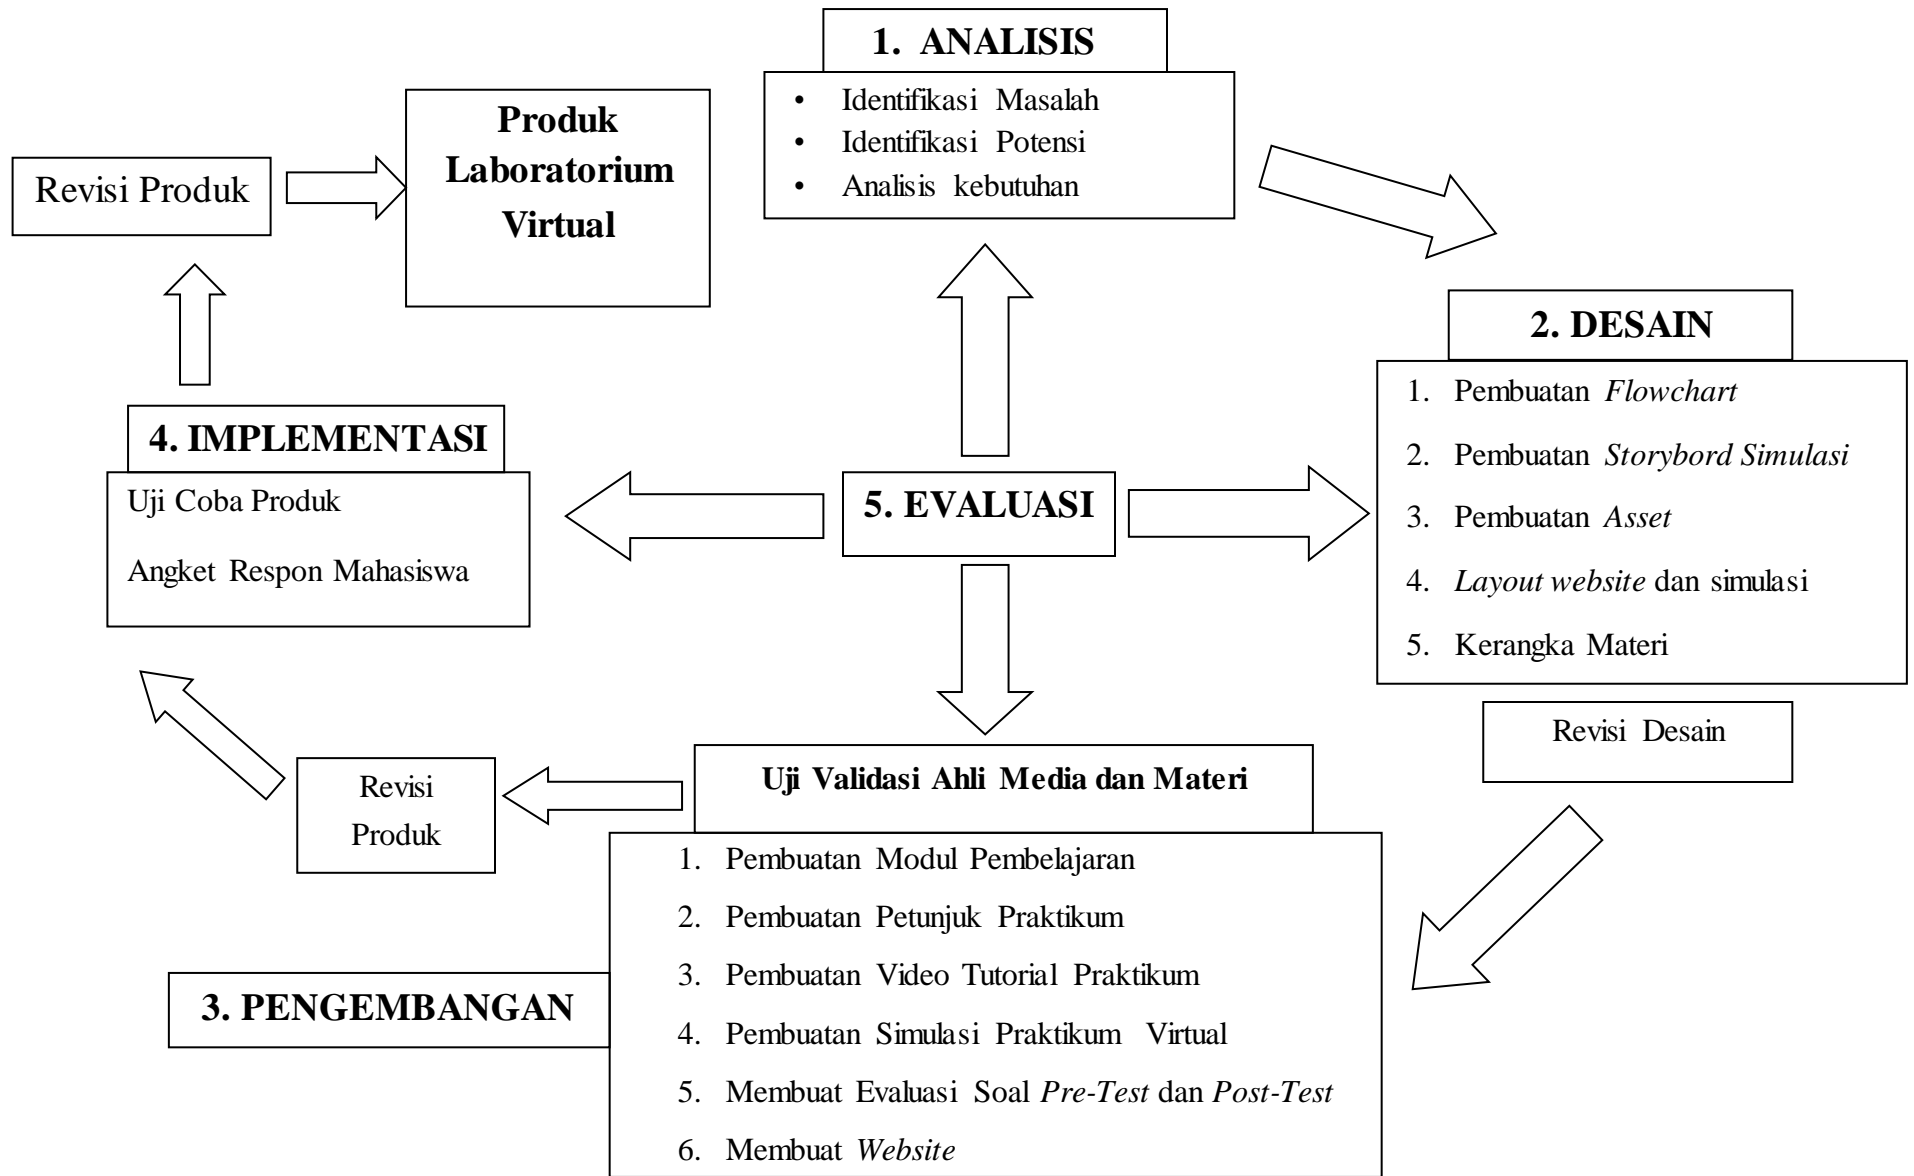 1. ANALISIS
• Identifikasi Masalah
• Identifikasi Potensi
• Analisis kebutuhan
Produk
Laboratorium
Virtual
Revisi Produk
2. DESAIN
1. Pembuatan Flowchart
2. Pembuatan Storybord Simulasi
3. Pembuatan Asset
4. Layout website dan simulasi
5. Kerangka Materi
Revisi Desain
4. IMPLEMENTASI
Uji Coba Produk
Angket Respon Mahasiswa
5. EVALUASI
Uji Validasi Ahli Media dan Materi
Revisi
Produk
1. Pembuatan Modul Pembelajaran
2. Pembuatan Petunjuk Praktikum
3. Pembuatan Video Tutorial Praktikum
4. Pembuatan Simulasi Praktikum Virtual
5. Membuat Evaluasi Soal Pre-Test dan Post-Test
6. Membuat Website
3. PENGEMBANGAN